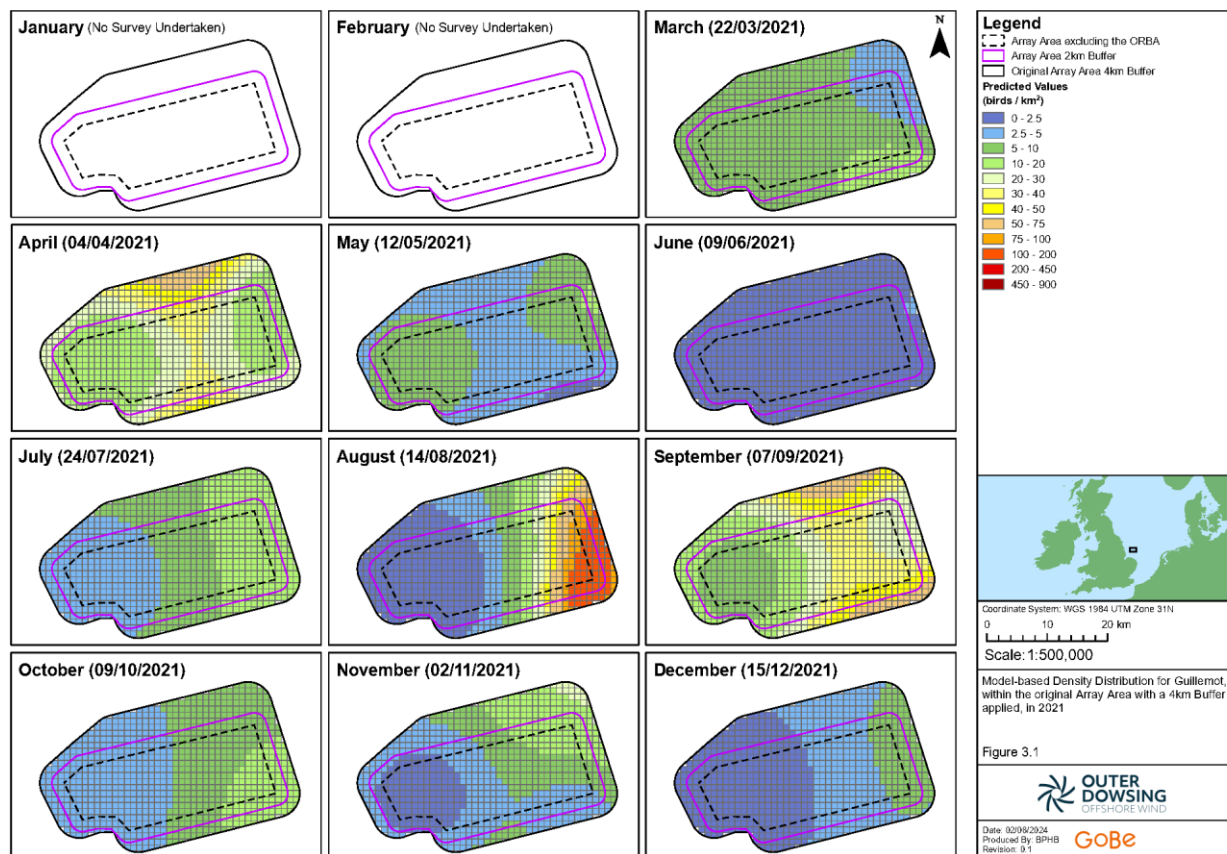 January (No Survey Undertaken)
February (No Survey Undertaken)
March (22/03/2021)
N
April (04/04/2021)
May (12/05/2021)
June (09/06/2021)
July (24/07/2021)
August (14/08/2021)
September (07/09/2021)
October (09/10/2021)
November (02/11/2021)
December (15/12/2021)
Legend
Array Area excluding the ORBA
Array Area 2km Buffer
Original Array Area 4km Buffer
Predicted Values
(birds / km²)
0 - 2.5
2.5 - 5
5 - 10
10 - 20
20 - 30
30 - 40
40 - 50
50 - 75
75 - 100
100 - 200
200 - 450
450 - 900
Coordinate System: WGS 1984 UTM Zone 31N
0 10 20 km
Scale: 1:500,000
Model-based Density Distribution for Guillemot,
within the original Array Area with a 4km Buffer
applied, in 2021
Figure 3.1
OUTER
DOWSING
OFFSHORE WIND
Date: 02/08/2024
Produced By: BPHB
Revision: 0.1
GoBe